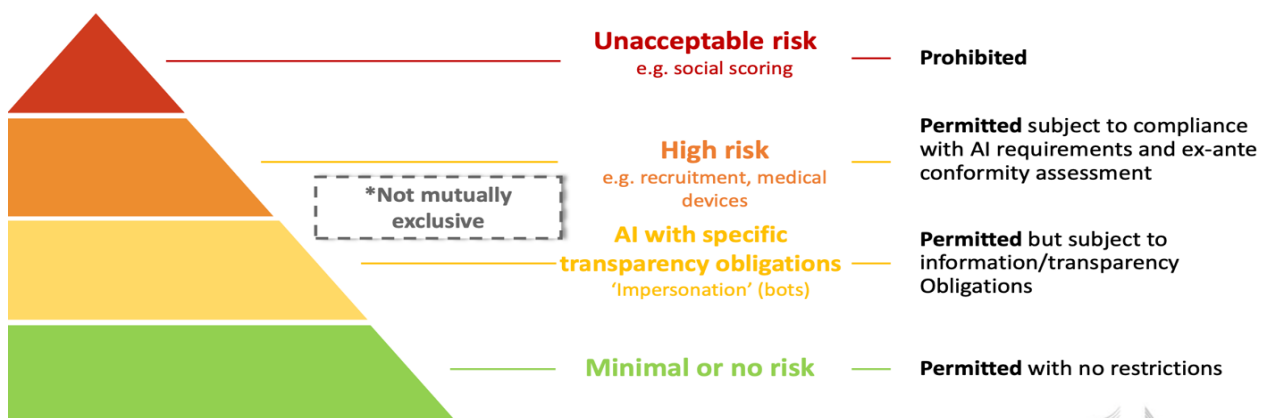 Unacceptable risk
e.g. social scoring
Prohibited
High risk
e.g. recruitment, medical
devices
Permitted subject to compliance
with AI requirements and ex-ante
conformity assessment
*Not mutually
exclusive
AI with specific
transparency obligations
‘Impersonation’ (bots)
Permitted but subject to
information/transparency
Obligations
Minimal or no risk
Permitted with no restrictions